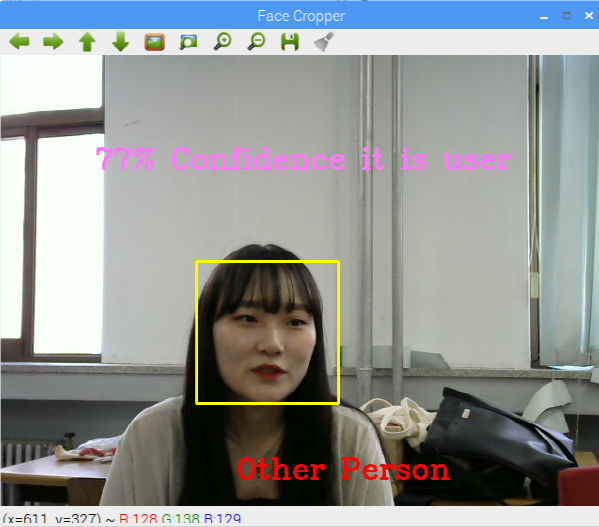 Face Cropper
77% Confidence it is user
Other Person
(x=611, y=327) ~ R:128 G:138 B:129